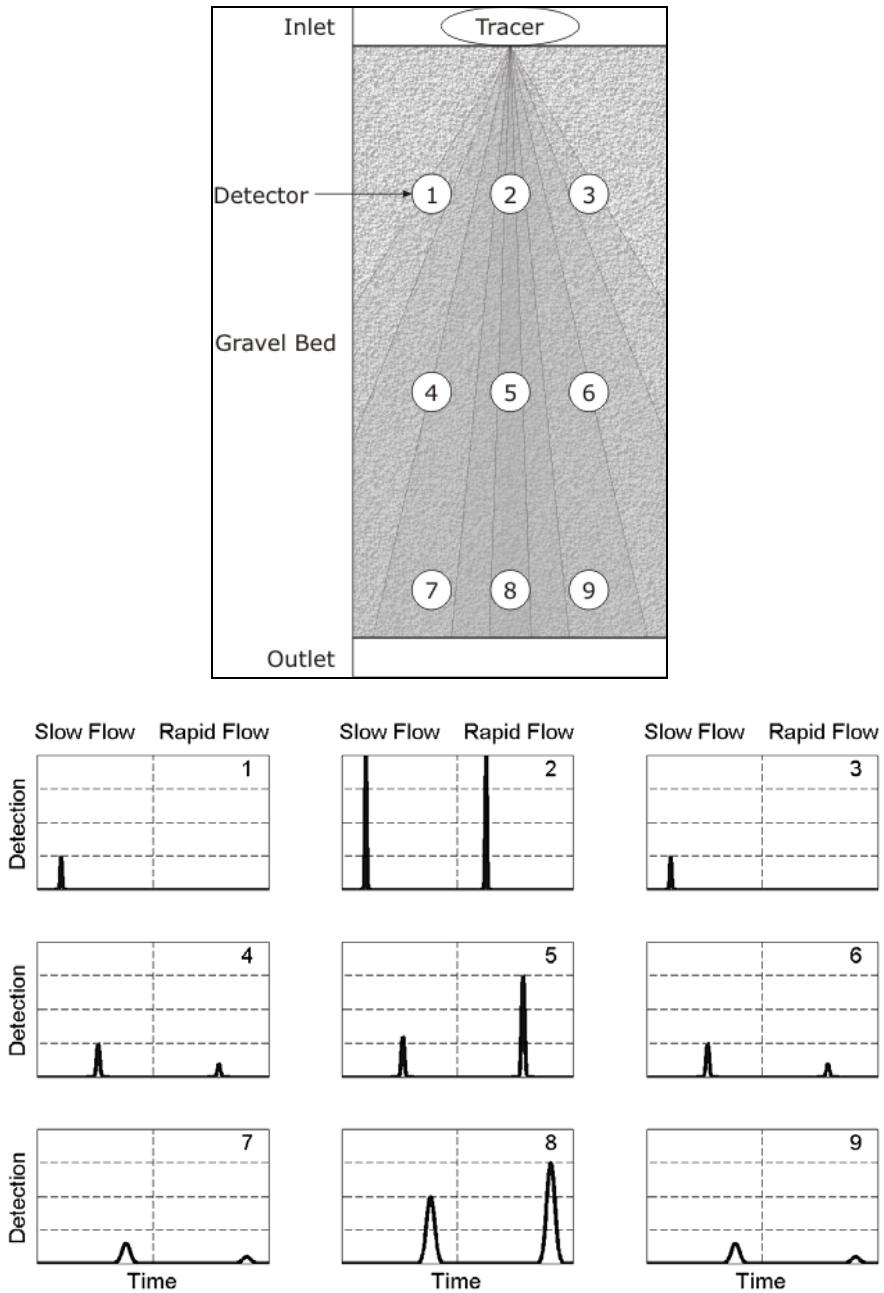 Inlet
Tracer
Detector
1 2 3
Gravel Bed
4 5 6
7 8 9
Outlet
Slow Flow Rapid Flow Slow Flow Rapid Flow Slow Flow Rapid Flow
Detection 1 2 3
Detection 4 5 6
Detection 7 8 9
Time Time Time